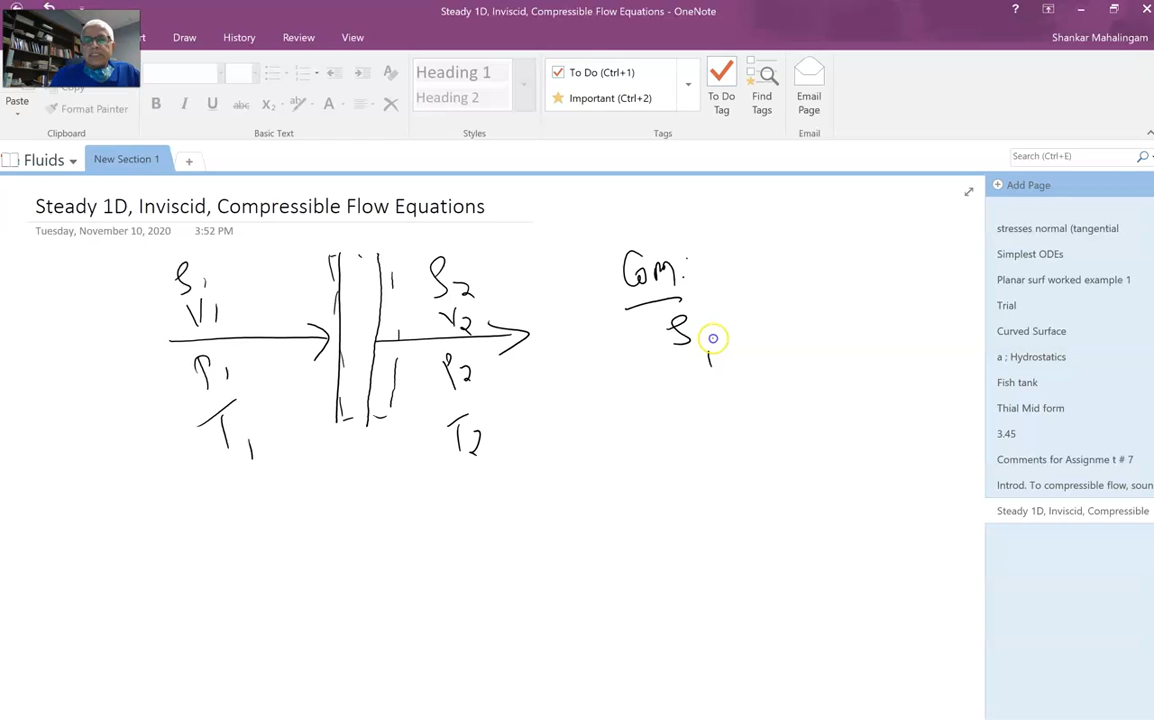 Steady 1D, Inviscid, Compressible Flow Equations - OneNote
Shankar Mahalingam
Draw History Review View
Paste
Format Painter
B I U abc X₂ A
Heading 1
Heading 2
To Do (Ctrl+1)
Important (Ctrl+2)
To Do Tag
Find Tags
Email Page
Clipboard Basic Text Styles Tags Email
Fluids New Section 1
Search (Ctrl+E)
Add Page
Steady 1D, Inviscid, Compressible Flow Equations
Tuesday, November 10, 2020 3:52 PM
ρ₁ ρ₂ Com:
V₁ V₂
ρ₁
P₁ P₂
T₁ T₂
stresses normal (tangential
Simplest ODEs
Planar surf worked example 1
Trial
Curved Surface
a ; Hydrostatics
Fish tank
Thial Mid form
3.45
Comments for Assignme t # 7
Introd. To compressible flow, soun
Steady 1D, Inviscid, Compressible